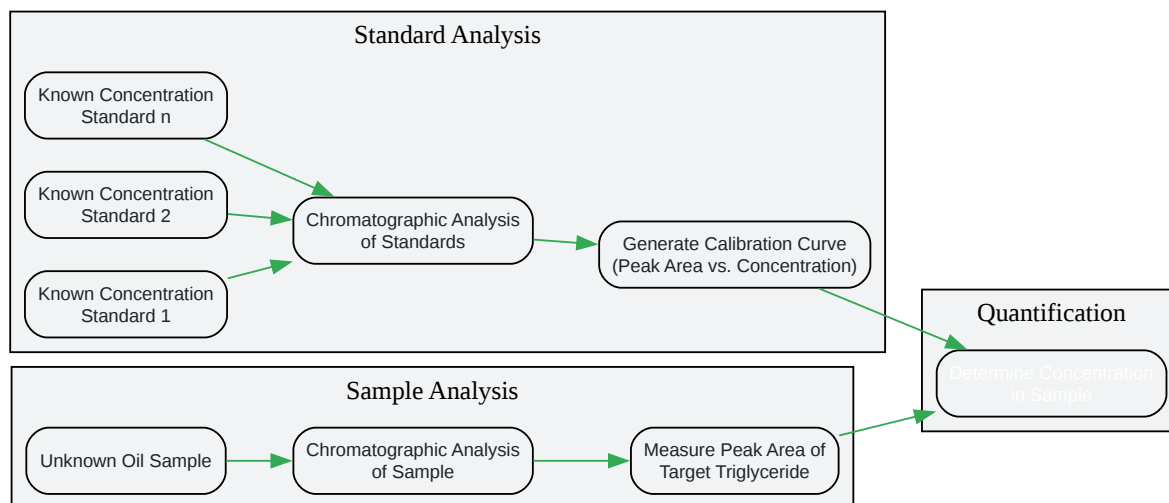 Standard Analysis
Known Concentration
Standard n
Known Concentration
Standard 2
Known Concentration
Standard 1
Chromatographic Analysis
of Standards
Generate Calibration Curve
(Peak Area vs. Concentration)
Quantification
Determine Concentration
in Sample
Sample Analysis
Unknown Oil Sample
Chromatographic Analysis
of Sample
Measure Peak Area of
Target Triglyceride